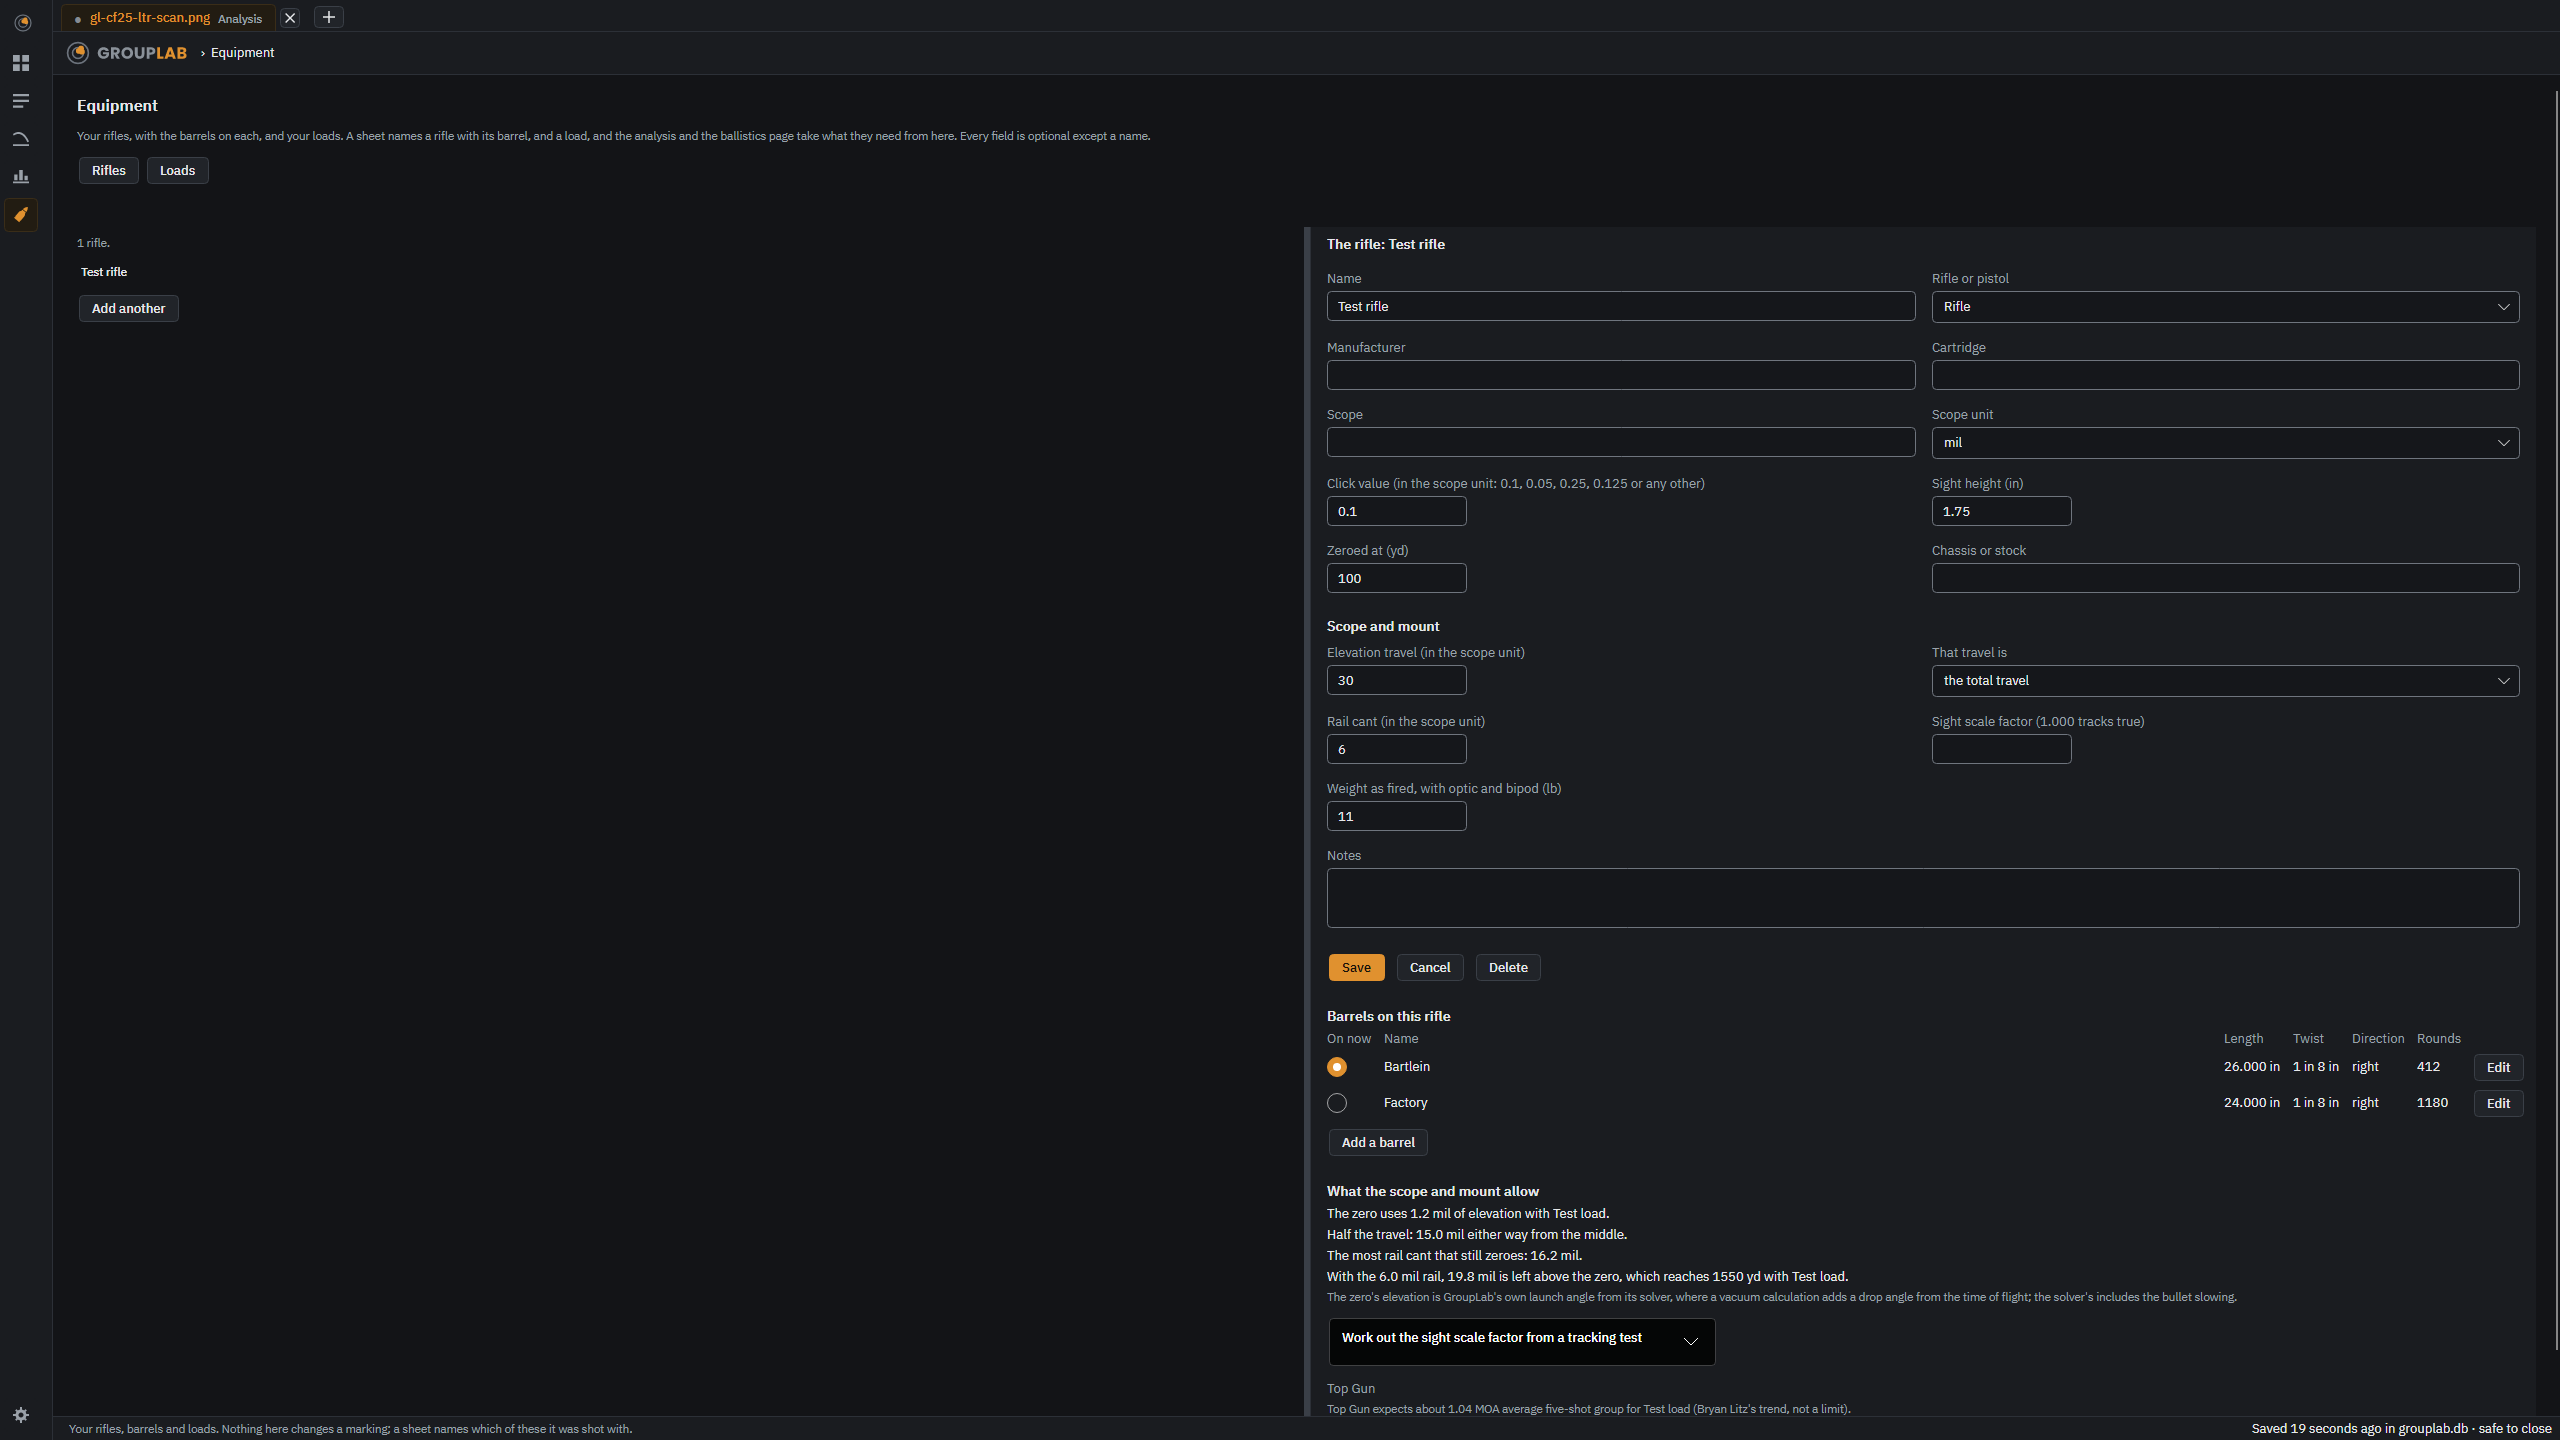 gl-cf25-ltr-scan.png Analysis
GROUPLAB › Equipment
Equipment
Your rifles, with the barrels on each, and your loads. A sheet names a rifle with its barrel, and a load, and the analysis and the ballistics page take what they need from here. Every field is optional except a name.
Rifles Loads
1 rifle.
Test rifle
Add another
The rifle: Test rifle
Name Rifle or pistol
Test rifle Rifle
Manufacturer Cartridge
Scope Scope unit
mil
Click value (in the scope unit: 0.1, 0.05, 0.25, 0.125 or any other) Sight height (in)
0.1 1.75
Zeroed at (yd) Chassis or stock
100
Scope and mount
Elevation travel (in the scope unit) That travel is
30 the total travel
Rail cant (in the scope unit) Sight scale factor (1.000 tracks true)
6
Weight as fired, with optic and bipod (lb)
11
Notes
Save Cancel Delete
Barrels on this rifle
On now Name Length Twist Direction Rounds
Bartlein 26.000 in 1 in 8 in right 412 Edit
Factory 24.000 in 1 in 8 in right 1180 Edit
Add a barrel
What the scope and mount allow
The zero uses 1.2 mil of elevation with Test load.
Half the travel: 15.0 mil either way from the middle.
The most rail cant that still zeroes: 16.2 mil.
With the 6.0 mil rail, 19.8 mil is left above the zero, which reaches 1550 yd with Test load.
The zero's elevation is GroupLab's own launch angle from its solver, where a vacuum calculation adds a drop angle from the time of flight; the solver's includes the bullet slowing.
Work out the sight scale factor from a tracking test
Top Gun
Top Gun expects about 1.04 MOA average five-shot group for Test load (Bryan Litz's trend, not a limit).
Your rifles, barrels and loads. Nothing here changes a marking; a sheet names which of these it was shot with.
Saved 19 seconds ago in grouplab.db · safe to close